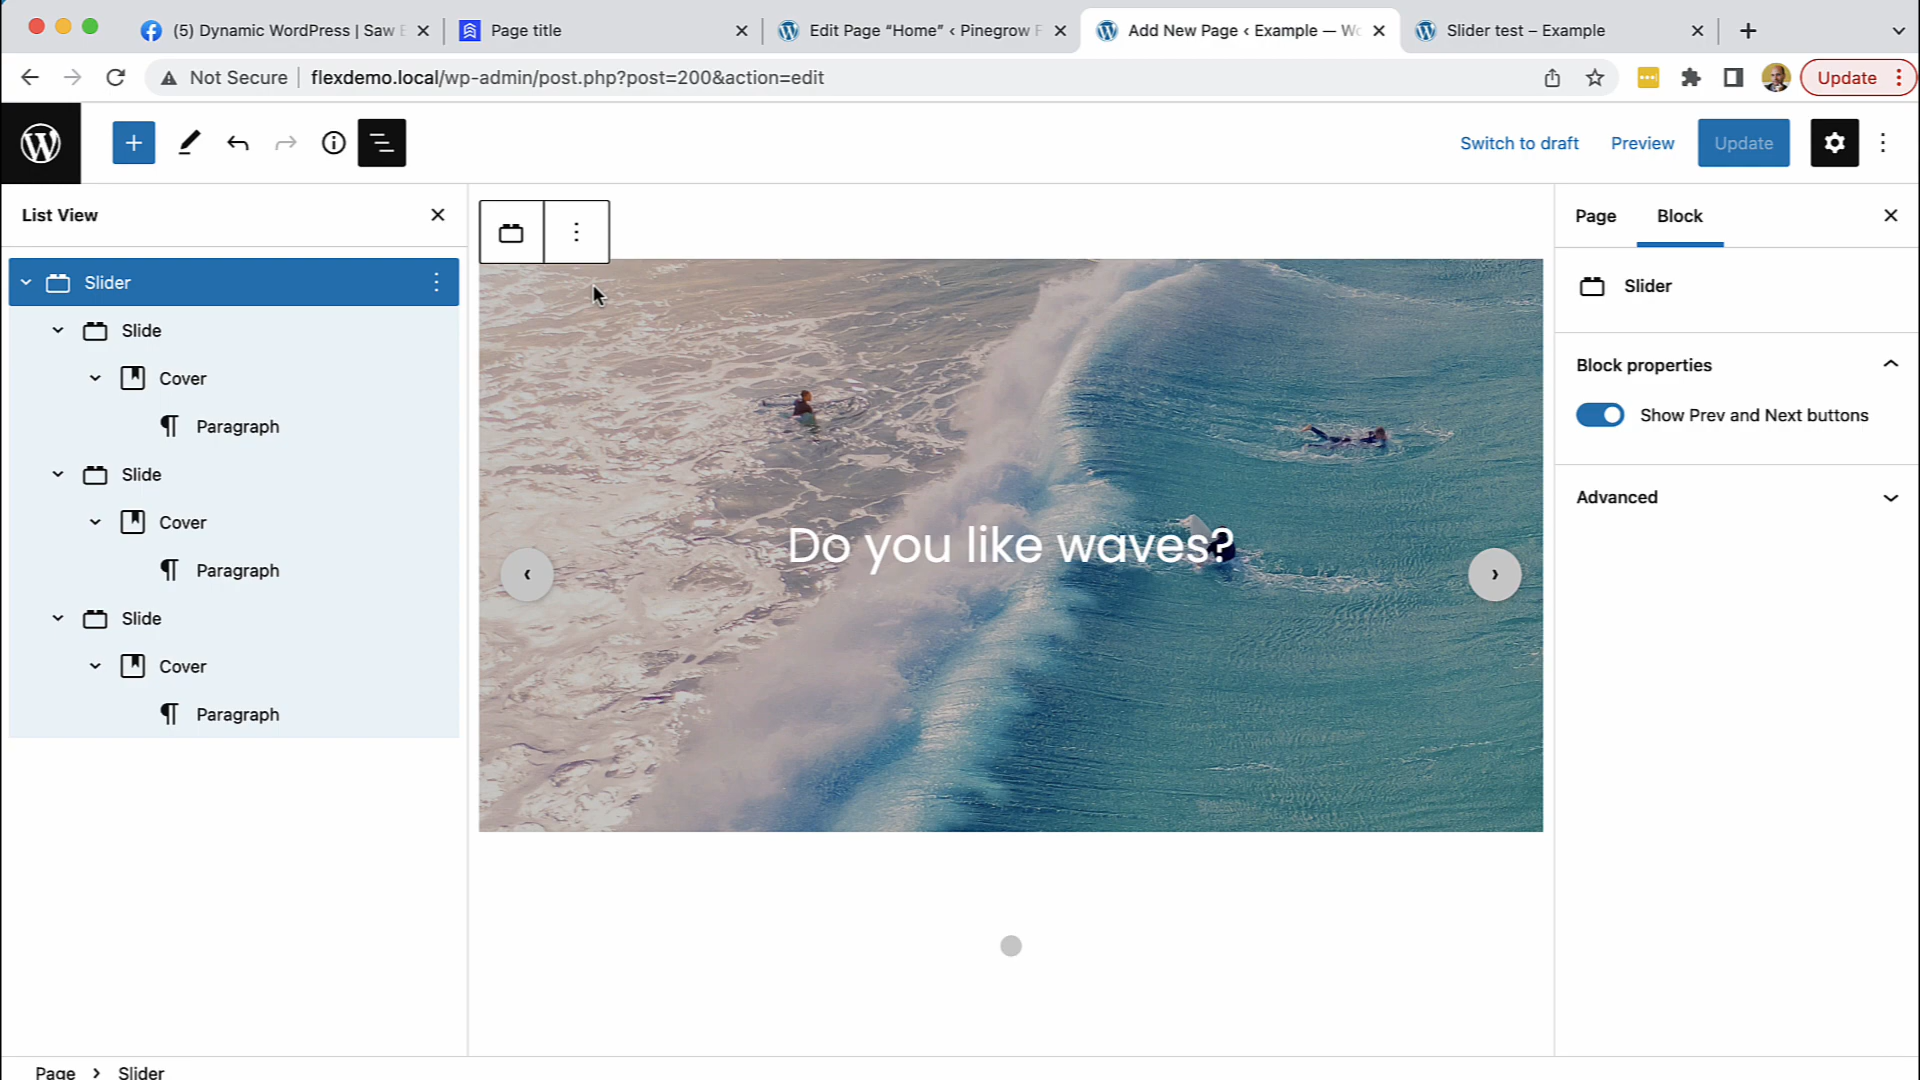 (5) Dynamic WordPress | Saw
Page title
Edit Page “Home” ‹ Pinegrow
Add New Page ‹ Example — Wo
Slider test – Example
Not Secure
flexdemo.local/wp-admin/post.php?post=200&action=edit
Update
Switch to draft
Preview
Update
List View
Page
Block
Slider
Slide
Cover
Paragraph
Slide
Cover
Paragraph
Slide
Cover
Paragraph
Do you like waves?
‹
›
Slider
Block properties
Show Prev and Next buttons
Advanced
Page > Slider